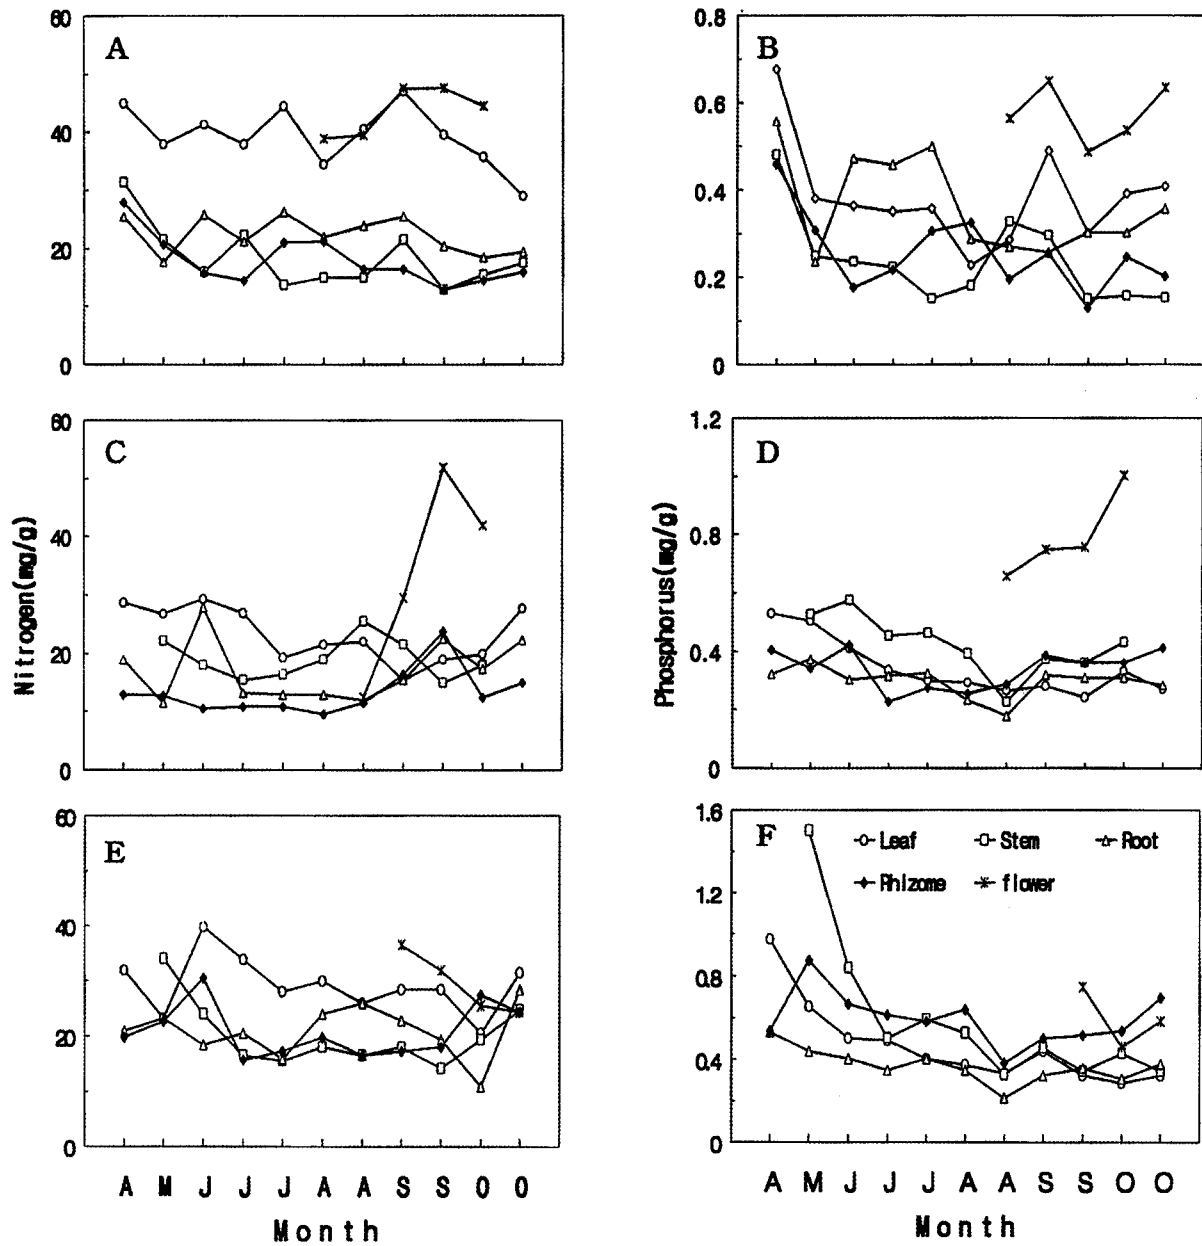 A
60
40
20
0
B
0.8
0.6
0.4
0.2
0
C
60
40
20
0
Nitrogen(mg/g)
D
1.2
0.8
0.4
0
Phosphorus(mg/g)
E
60
40
20
0
A M J J J A A S S O O
Month
F
Leaf Stem Root
Rhizome flower
1.6
1.2
0.8
0.4
0
A M J J J A A S S O O
Month